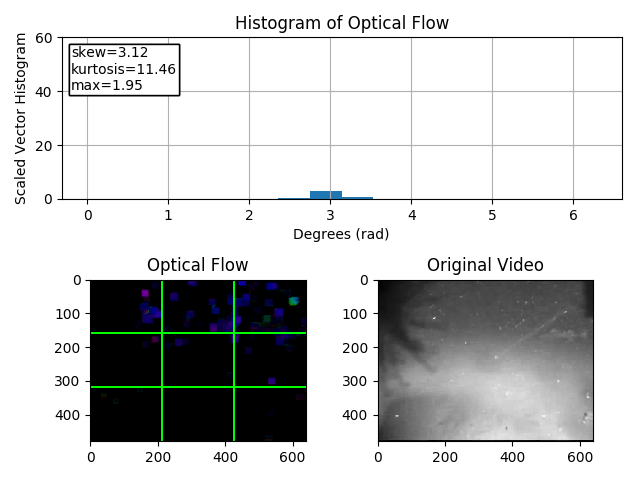 Histogram of Optical Flow
Scaled Vector Histogram
60
40
20
0
skew=3.12
kurtosis=11.46
max=1.95
0 1 2 3 4 5 6
Degrees (rad)
Optical Flow
0
100
200
300
400
0 200 400 600
Original Video
0
100
200
300
400
0 200 400 600